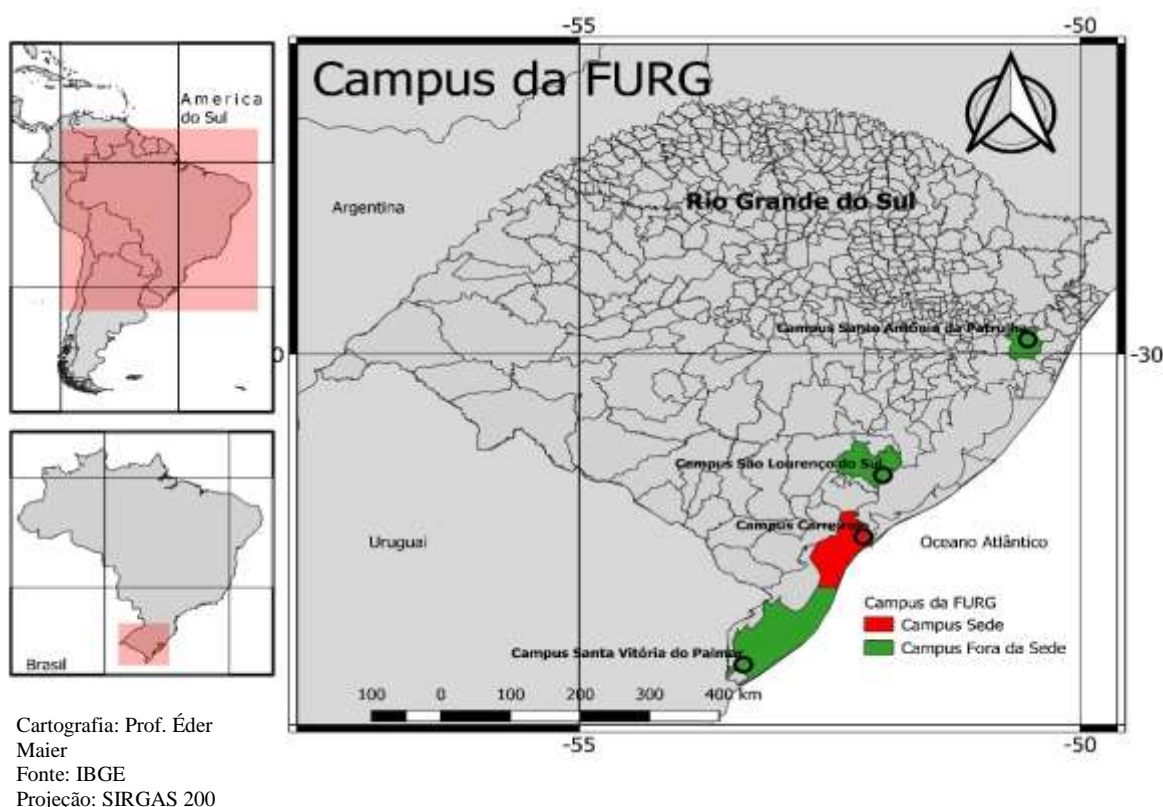 -55
-50
America
do Sul
Campus da FURG
Argentina
Rio Grande do Sul
Campus Santo Antônio da Patrulha
0
-30
Campus São Lourenço do Sul
Campus Carreiros
Uruguai
Oceano Atlântico
Campus da FURG
Campus Sede
Campus Fora da Sede
Campus Santa Vitória do Palmar
Brasil
100 0 100 200 300 400 km
-55
-50
Cartografia: Prof. Éder
Maier
Fonte: IBGE
Projeção: SIRGAS 200